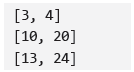 [3, 4]
[10, 20]
[13, 24]